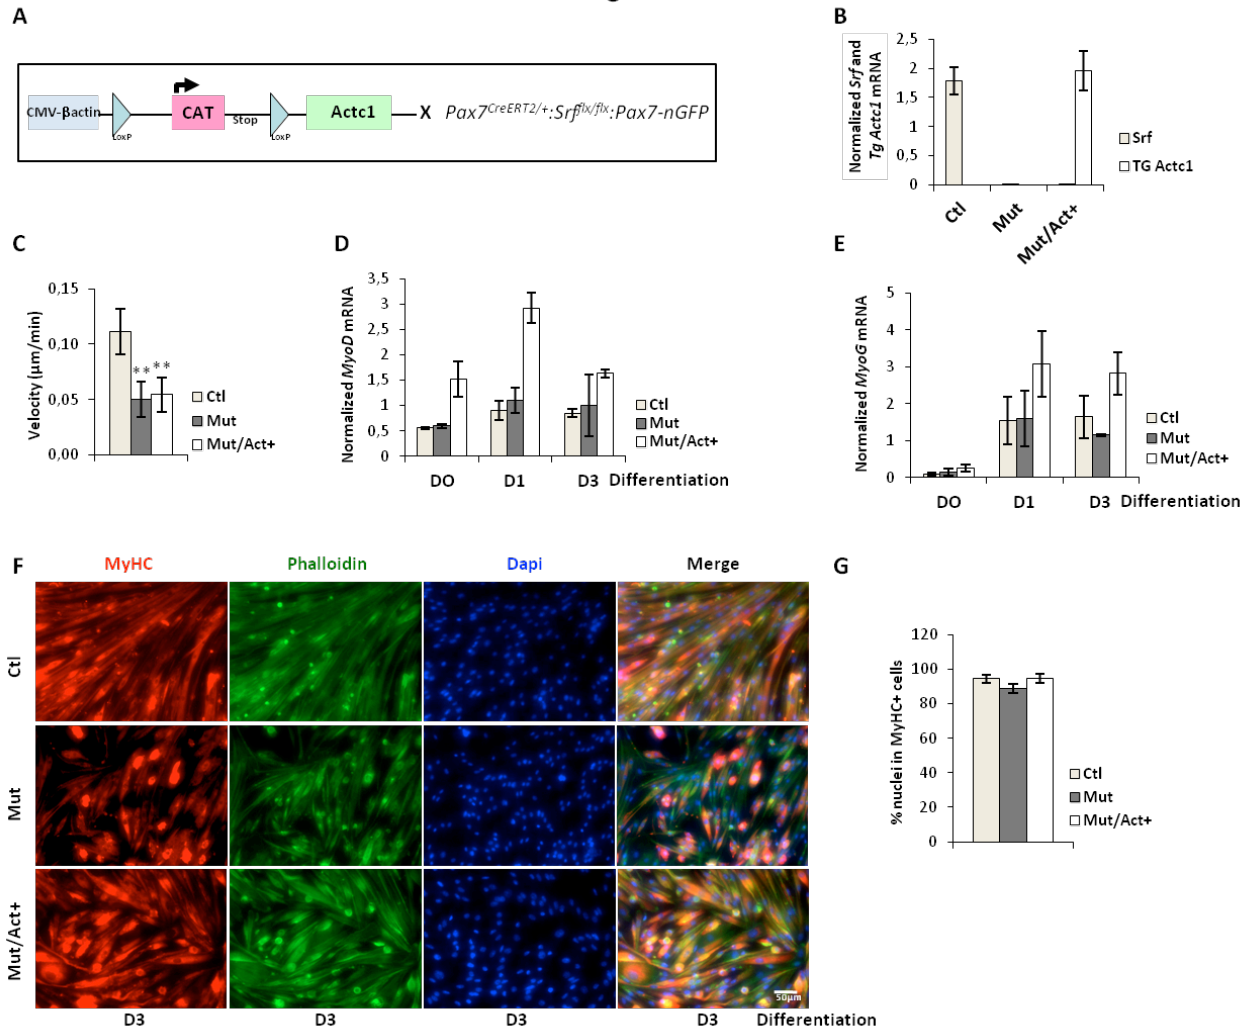 A
CMV-βactin
LoxP
CAT
Stop
LoxP
Actc1
X Pax7CreERT2/+:Srfflx/flx:Pax7-nGFP
B
Normalized Srf and
Tg Actc1 mRNA
2,5
2
1,5
1
0,5
0
Ctl
Mut
Mut/Act+
Srf
TG Actc1
C
Velocity (μm/min)
0,15
0,10
0,05
0,00
** **
Ctl
Mut
Mut/Act+
D
Normalized MyoD mRNA
3,5
3
2,5
2
1,5
1
0,5
0
DO D1 D3 Differentiation
Ctl
Mut
Mut/Act+
E
Normalized MyoG mRNA
5
4
3
2
1
0
DO D1 D3 Differentiation
Ctl
Mut
Mut/Act+
F
MyHC Phalloidin Dapi Merge
Ctl
Mut
Mut/Act+
50μm
D3 D3 D3 D3 Differentiation
G
% nuclei in MyHC+ cells
120
100
80
60
40
20
0
Ctl
Mut
Mut/Act+